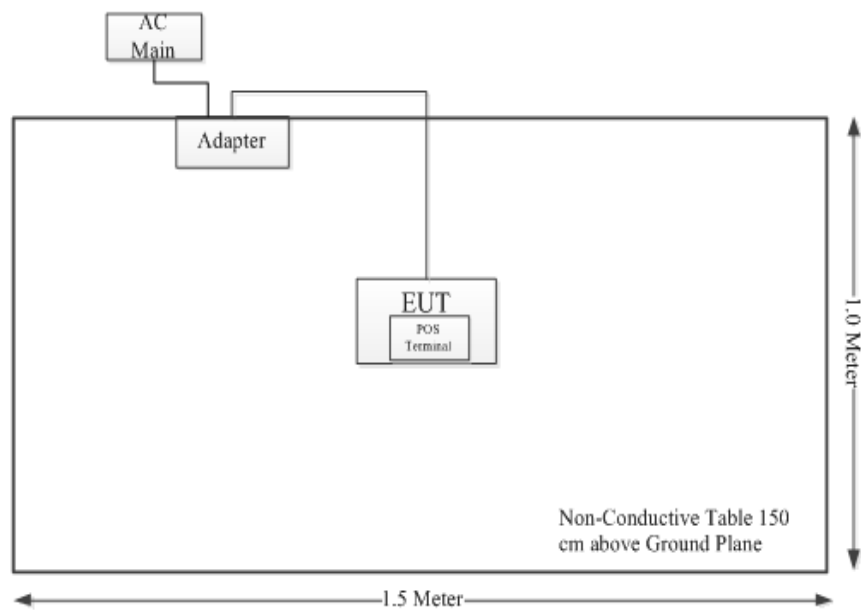 AC
Main
Adapter
EUT
POS
Terminal
1.0 Meter
Non-Conductive Table 150
cm above Ground Plane
1.5 Meter